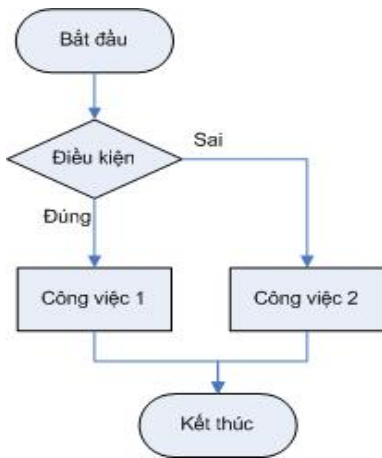 Bắt đầu
Điều kiện
Sai
Đúng
Công việc 1
Công việc 2
Kết thúc